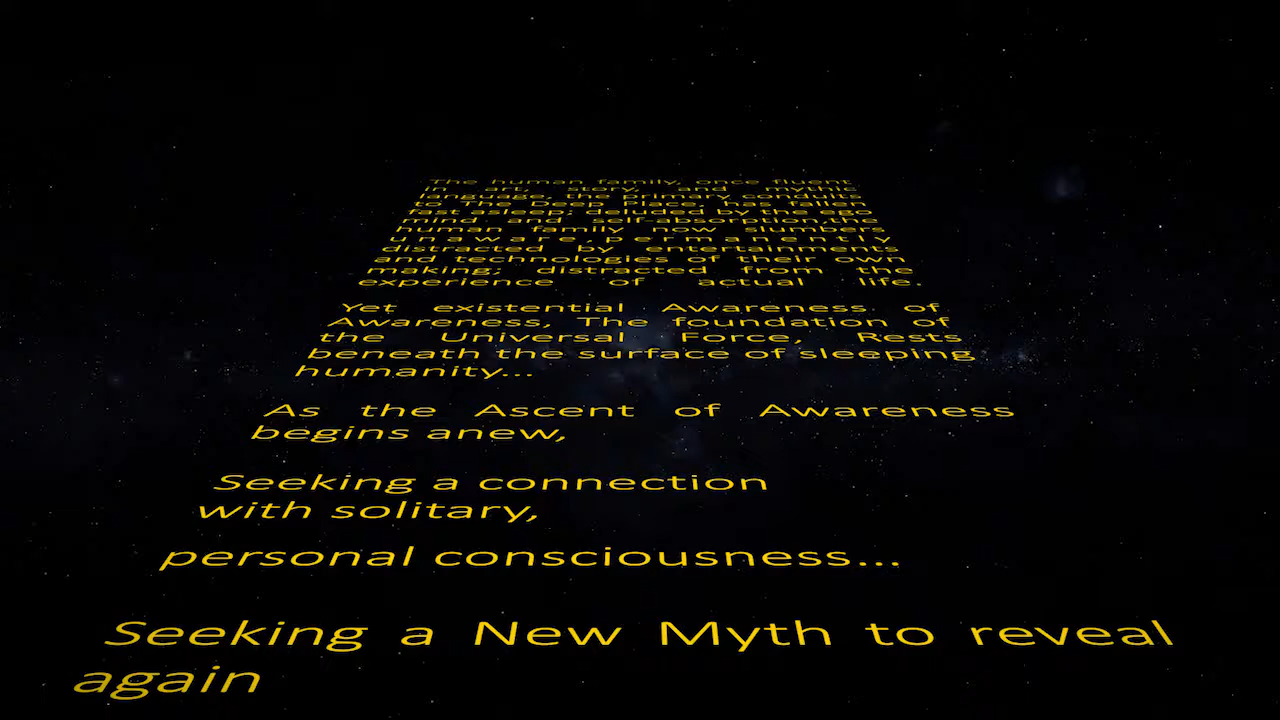 The human family, once fluent
in art, story, and mythic
language, the primary conduits
to The Deep Place, has fallen
fast asleep; deluded by the ego
mind and self-absorption,the
human family now slumbers
unaware,permanently
distracted by entertainments
and technologies of their own
making; distracted from the
experience of actual life.
Yet existential Awareness of
Awareness, The foundation of
the Universal Force, Rests
beneath the surface of sleeping
humanity...
As the Ascent of Awareness
begins anew,
Seeking a connection
with solitary,
personal consciousness...
Seeking a New Myth to reveal
again